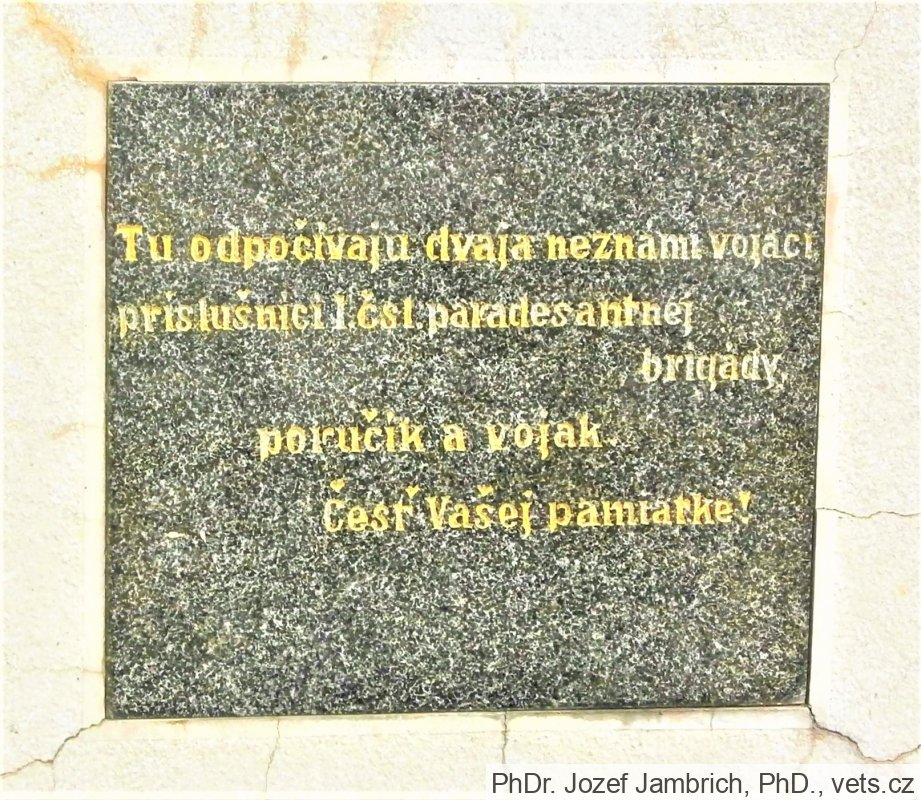 Tu odpočívajú dvaja neznámi vojaci
príslušníci 1.čsl.paradesantnej
brigády,
poručík a vojak.
Česť Vašej pamiatke!
PhDr. Jozef Jambrich, PhD., vets.cz